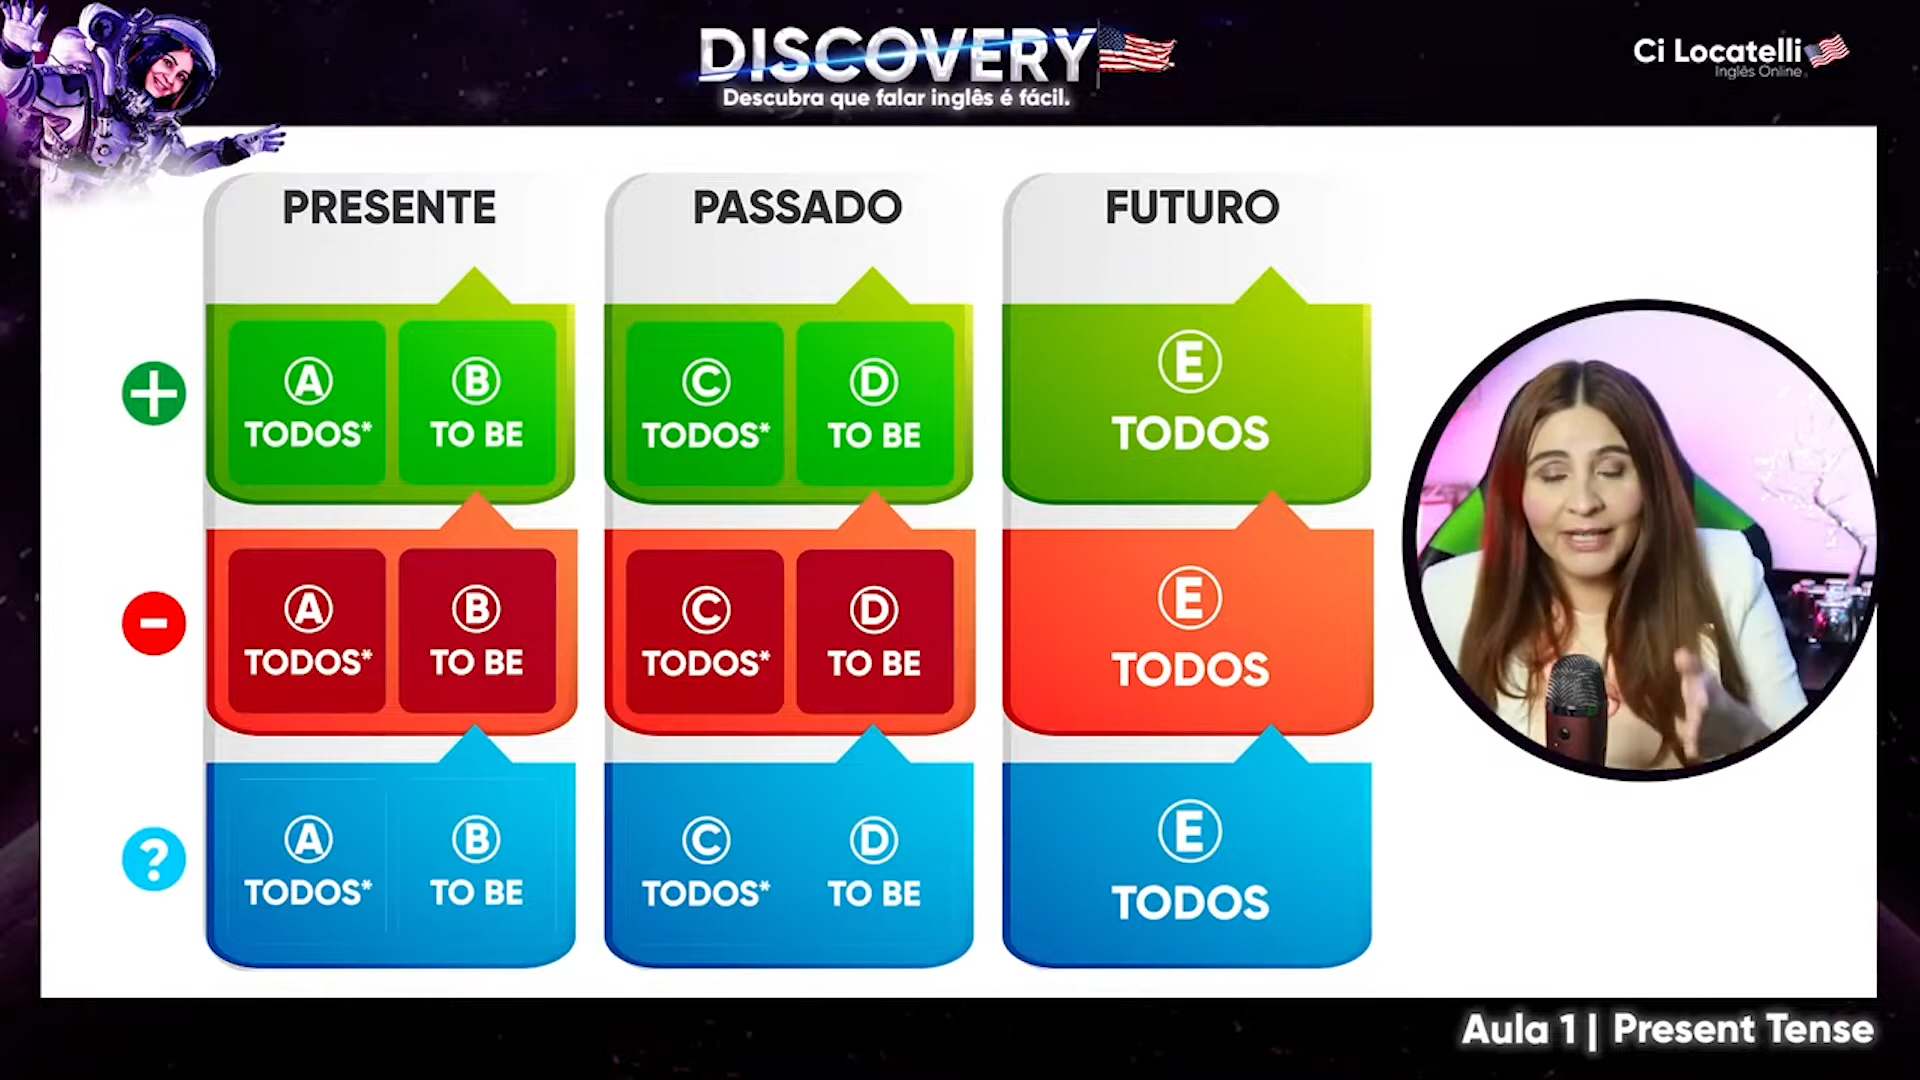 DISCOVERY
Descubra que falar inglês é fácil.
Ci Locatelli
Inglês Online
PRESENTE
PASSADO
FUTURO
+
A
TODOS*
B
TO BE
C
TODOS*
D
TO BE
E
TODOS
-
A
TODOS*
B
TO BE
C
TODOS*
D
TO BE
E
TODOS
?
A
TODOS*
B
TO BE
C
TODOS*
D
TO BE
E
TODOS
Aula 1 | Present Tense